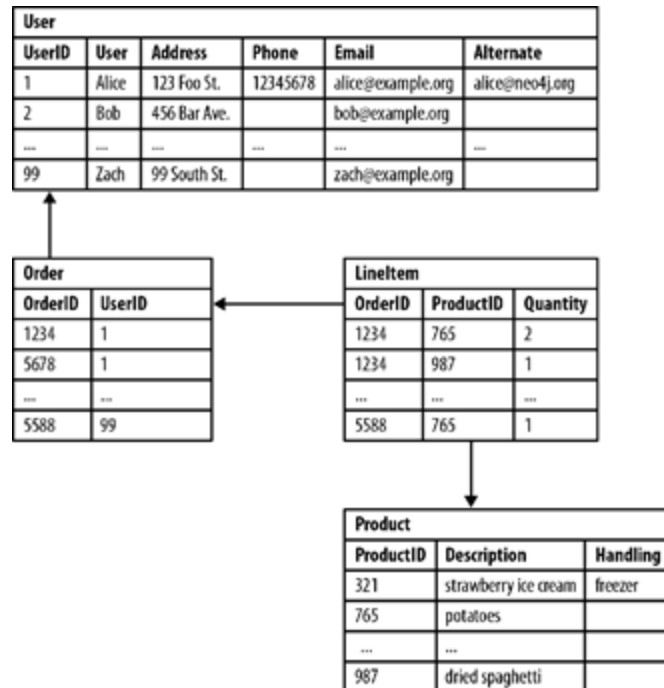 User
UserID User Address Phone Email Alternate
1 Alice 123 Foo St. 12345678 alice@example.org alice@neo4j.org
2 Bob 456 Bar Ave. bob@example.org
... ... ... ... ... ...
99 Zach 99 South St. zach@example.org
Order
OrderID UserID
1234 1
5678 1
... ...
5588 99
LineItem
OrderID ProductID Quantity
1234 765 2
1234 987 1
... ... ...
5588 765 1
Product
ProductID Description Handling
321 strawberry ice cream freezer
765 potatoes
... ...
987 dried spaghetti